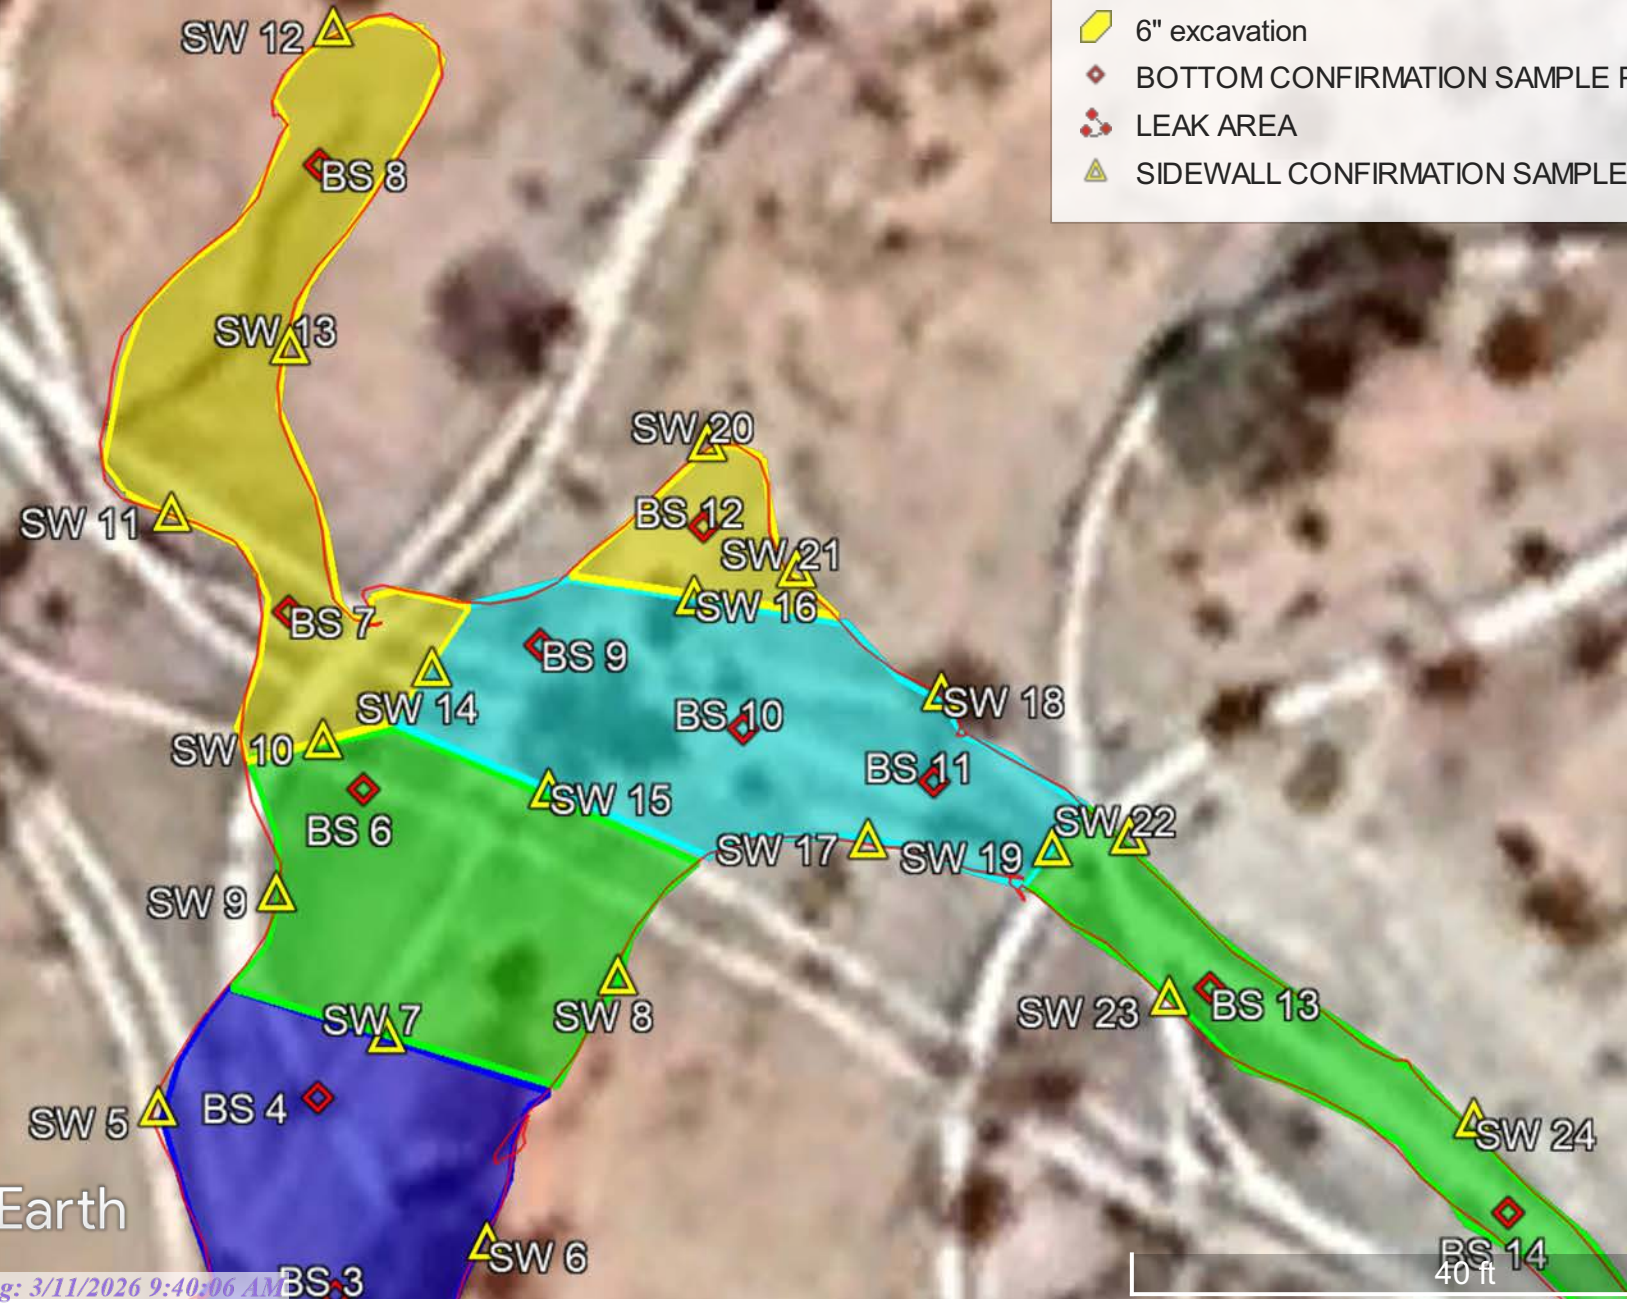 6" excavation
BOTTOM CONFIRMATION SAMPLE
LEAK AREA
SIDEWALL CONFIRMATION SAMPLE
SW 12
BS 8
SW 13
SW 20
SW 11
BS 12
SW 21
SW 16
BS 7
BS 9
SW 14
BS 10
SW 18
SW 10
BS 11
SW 15
BS 6
SW 22
SW 17
SW 19
SW 9
SW 7
SW 8
SW 23
BS 13
BS 4
SW 5
SW 24
Earth
SW 6
BS 14
40 ft
BS 3
g: 3/11/2026 9:40:06 AM